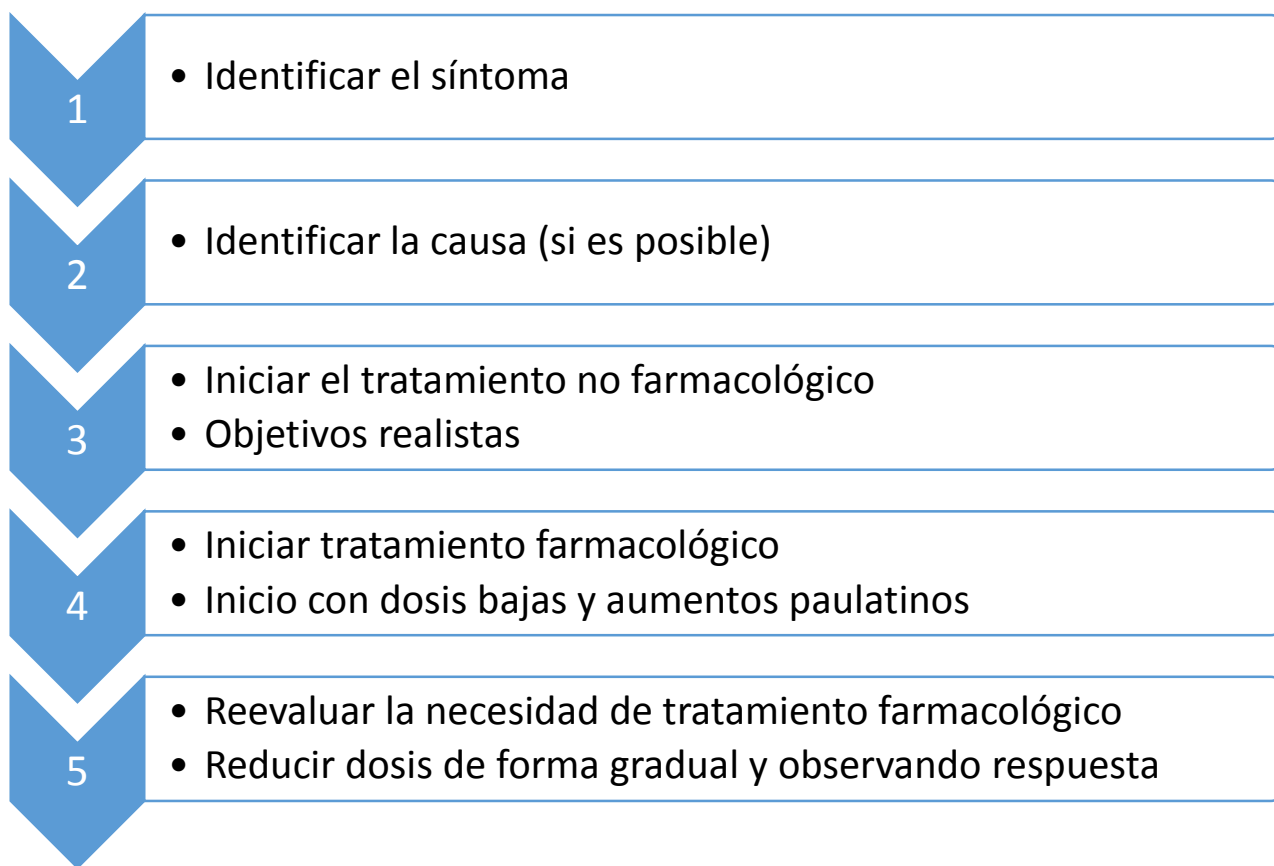 1
• Identificar el síntoma
2
• Identificar la causa (si es posible)
3
• Iniciar el tratamiento no farmacológico
• Objetivos realistas
4
• Iniciar tratamiento farmacológico
• Inicio con dosis bajas y aumentos paulatinos
5
• Reevaluar la necesidad de tratamiento farmacológico
• Reducir dosis de forma gradual y observando respuesta